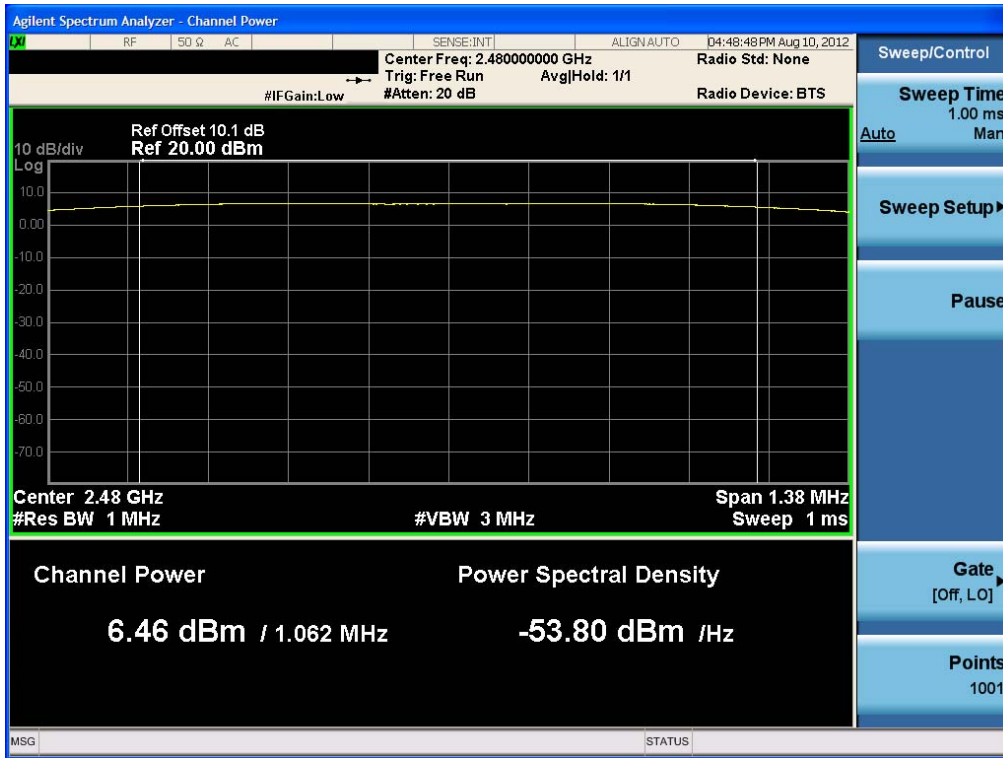 Agilent Spectrum Analyzer - Channel Power
LXI RF 50 Ω AC SENSE:INT ALIGN AUTO 04:48:48 PM Aug 10, 2012
Center Freq: 2.480000000 GHz Radio Std: None
Trig: Free Run Avg|Hold: 1/1
#IFGain:Low #Atten: 20 dB Radio Device: BTS
Ref Offset 10.1 dB
10 dB/div Ref 20.00 dBm
Log
10.0
0.00
-10.0
-20.0
-30.0
-40.0
-50.0
-60.0
-70.0
Center 2.48 GHz Span 1.38 MHz
#Res BW 1 MHz #VBW 3 MHz Sweep 1 ms
Channel Power Power Spectral Density
6.46 dBm / 1.062 MHz -53.80 dBm /Hz
MSG STATUS
Sweep/Control
Sweep Time
1.00 ms
Auto Man
Sweep Setup
Pause
Gate
[Off, LO]
Points
1001